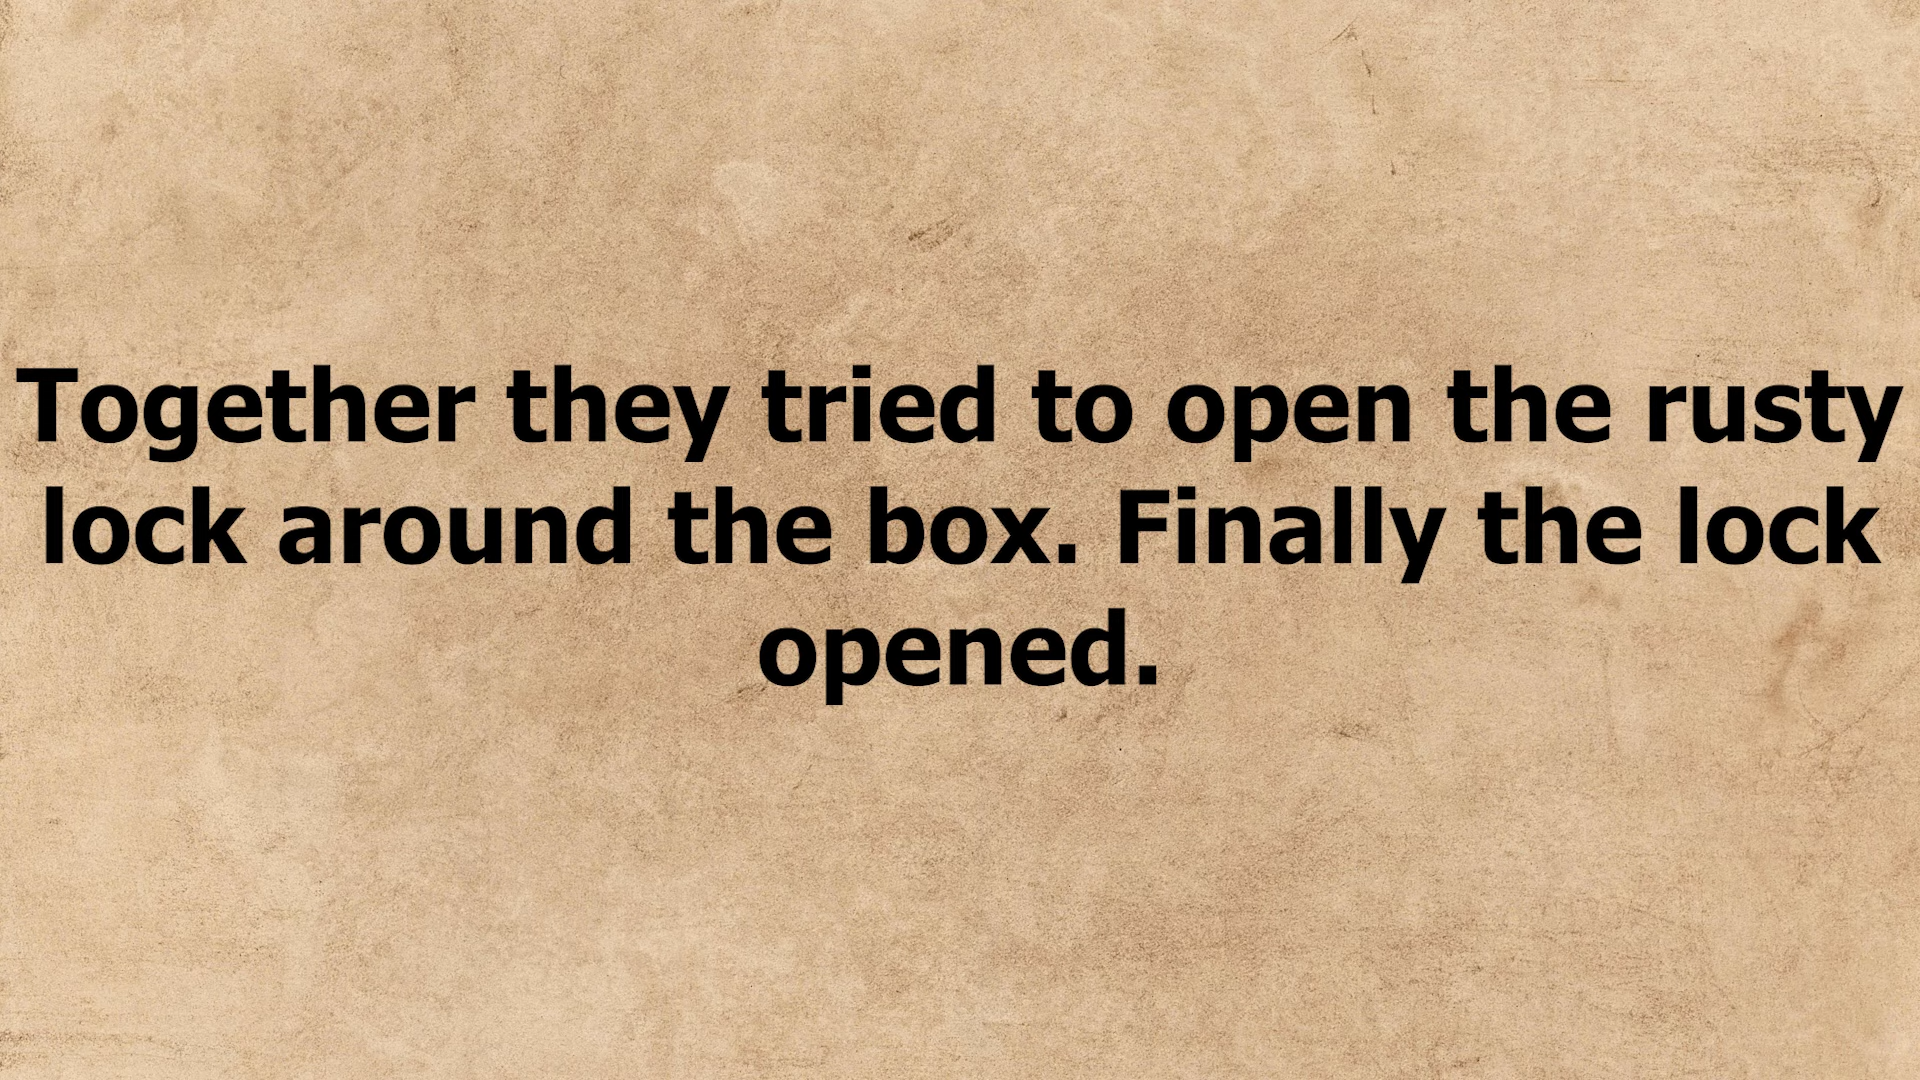 Together they tried to open the rusty
lock around the box. Finally the lock
opened.